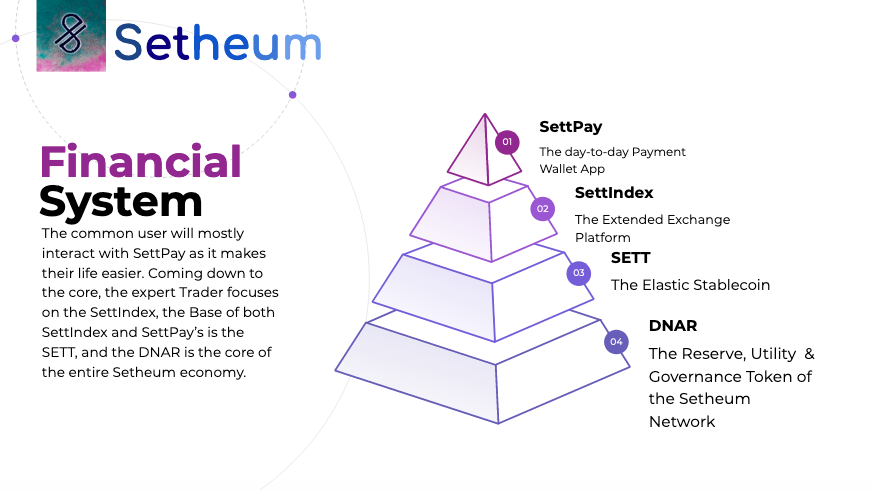 Setheum
Financial
System
The common user will mostly
interact with SettPay as it makes
their life easier. Coming down to
the core, the expert Trader focuses
on the SettIndex, the Base of both
SettIndex and SettPay’s is the
SETT, and the DNAR is the core of
the entire Setheum economy.
01
SettPay
The day-to-day Payment
Wallet App
02
SettIndex
The Extended Exchange
Platform
03
SETT
The Elastic Stablecoin
04
DNAR
The Reserve, Utility &
Governance Token of
the Setheum
Network